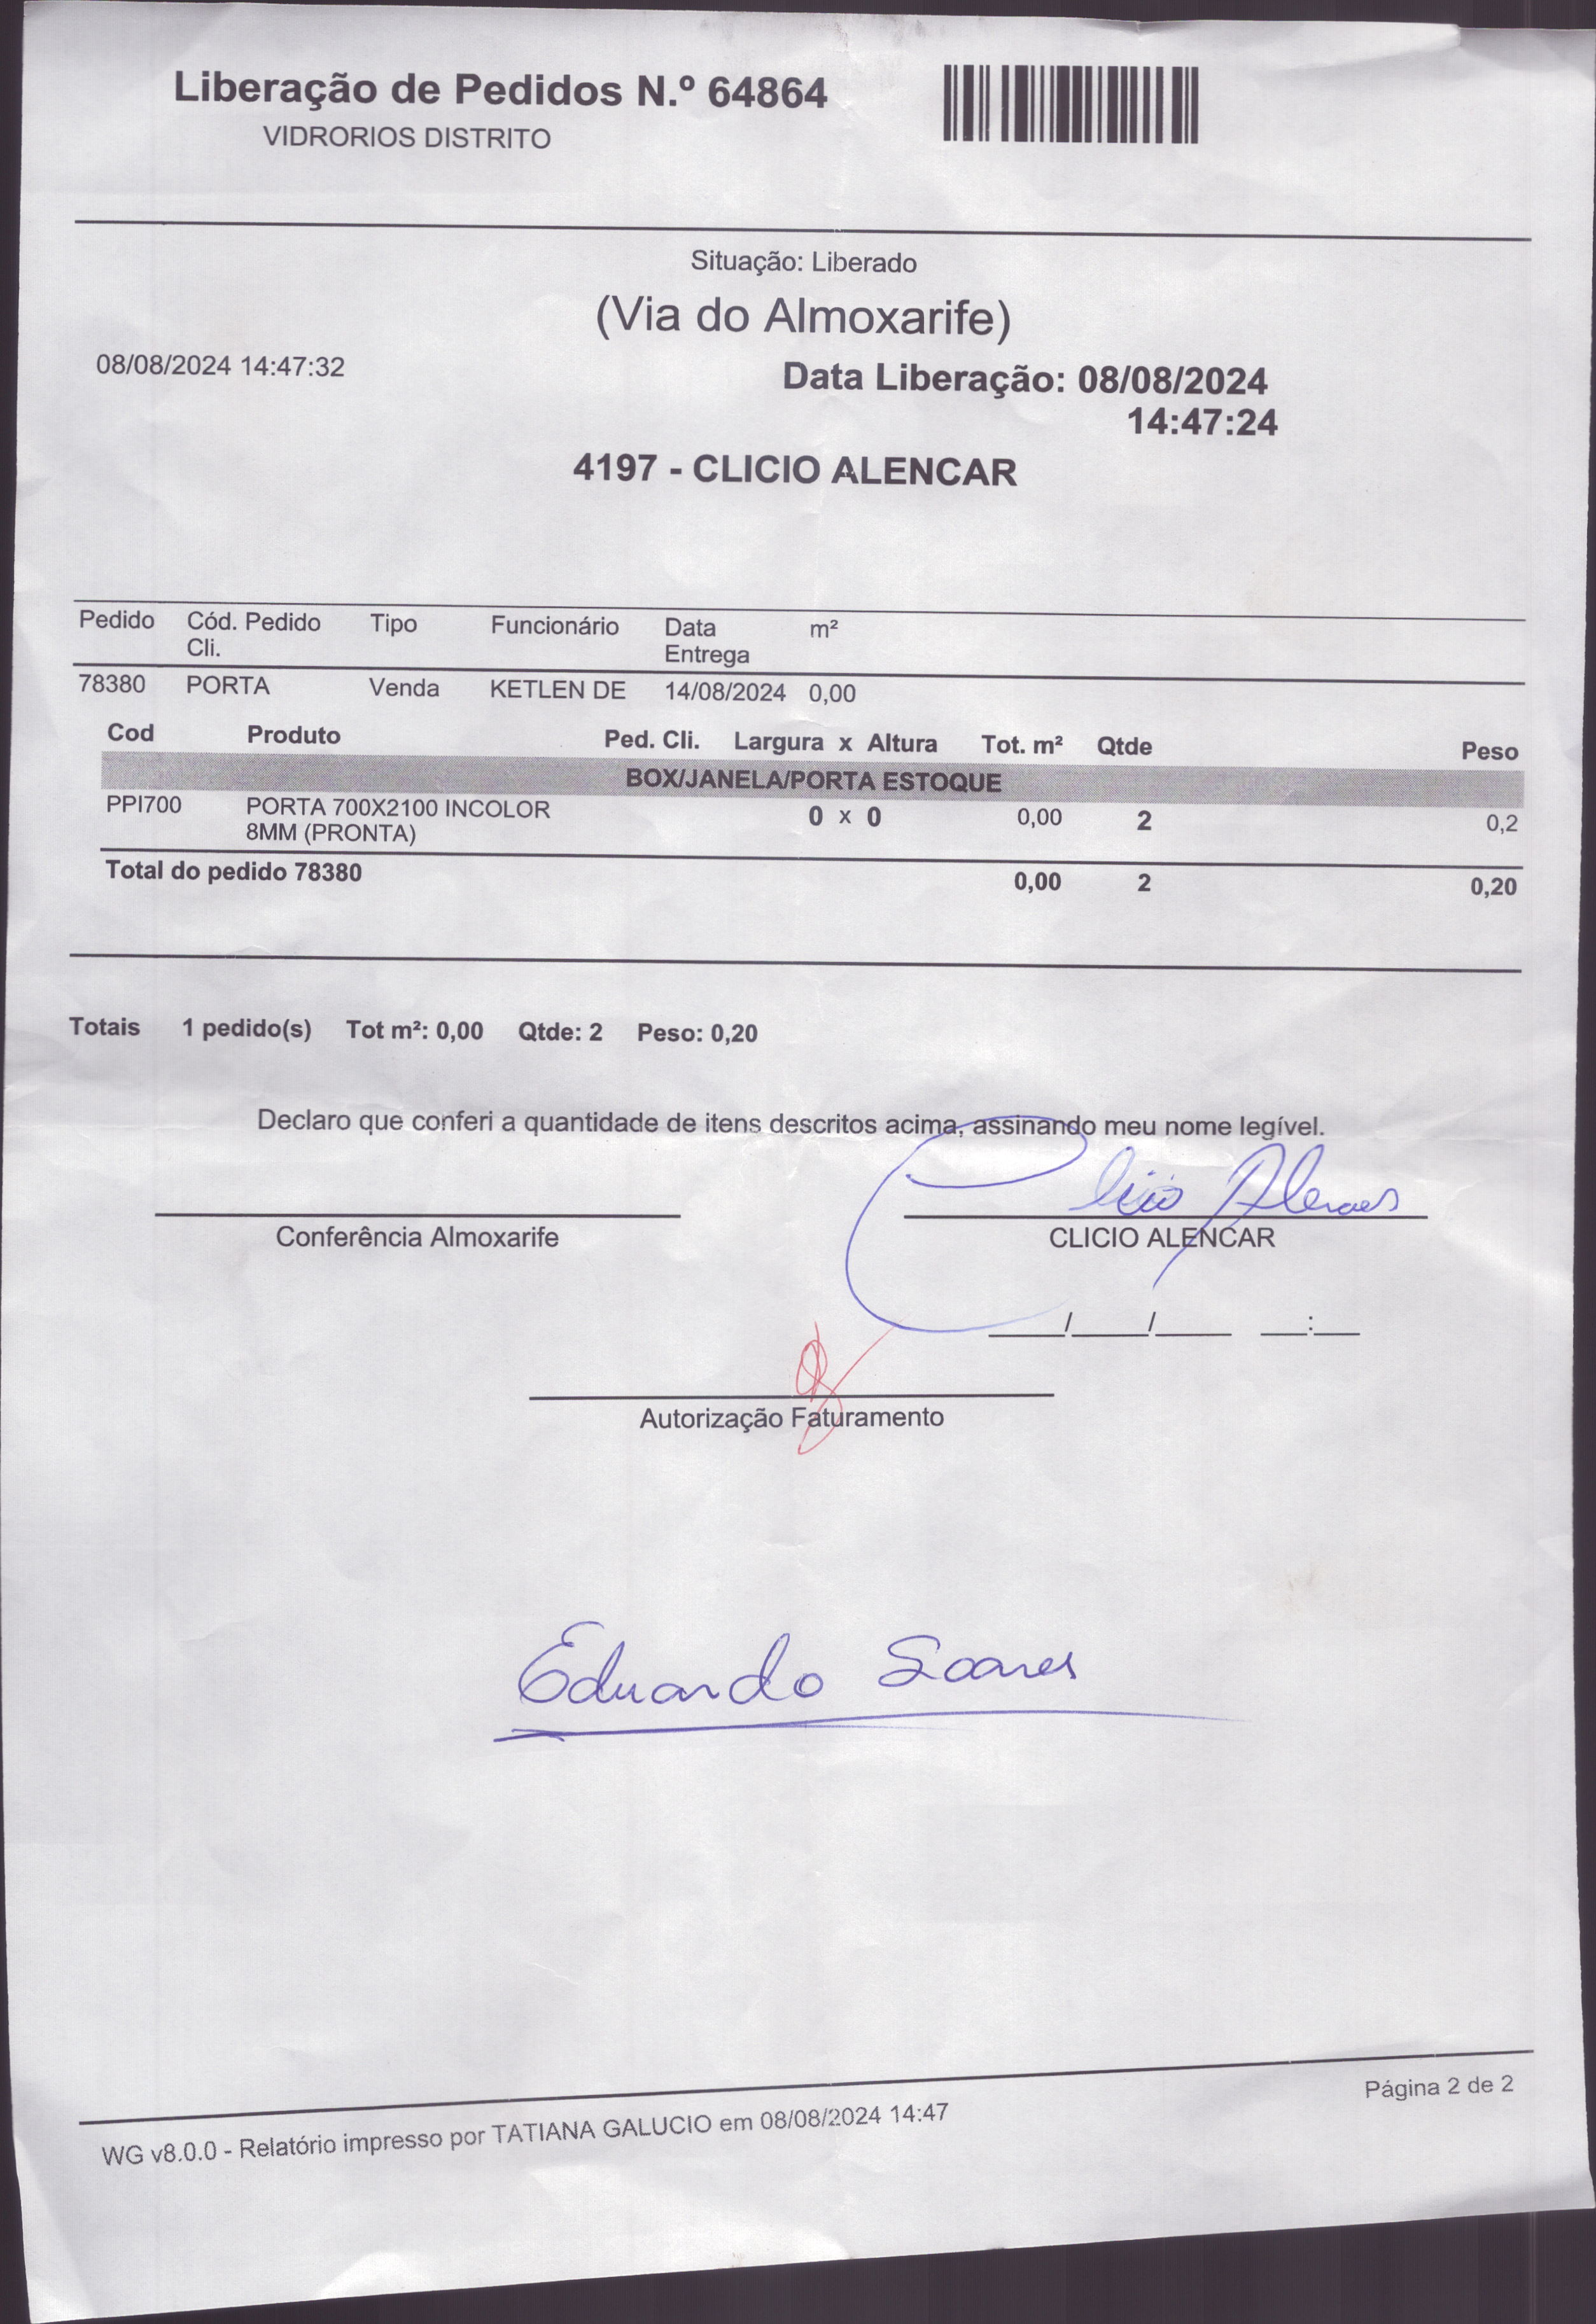 Liberação de Pedidos N.º 64864
VIDRORIOS DISTRITO
Situação: Liberado
(Via do Almoxarife)
08/08/2024 14:47:32
Data Liberação: 08/08/2024
14:47:24
4197 - CLICIO ALENCAR
Pedido Cód. Pedido Cli. Tipo Funcionário Data Entrega m²
78380 PORTA Venda KETLEN DE 14/08/2024 0,00
Cod Produto Ped. Cli. Largura x Altura Tot. m² Qtde Peso
BOX/JANELA/PORTA ESTOQUE
PPI700 PORTA 700X2100 INCOLOR 0 x 0 0,00 2 0,2
8MM (PRONTA)
Total do pedido 78380 0,00 2 0,20
Totais 1 pedido(s) Tot m²: 0,00 Qtde: 2 Peso: 0,20
Declaro que conferi a quantidade de itens descritos acima, assinando meu nome legível.
Clicio Alencar
Conferência Almoxarife CLICIO ALENCAR
____/____/____ __:__
Autorização Faturamento
Eduardo Soares
Página 2 de 2
WG v8.0.0 - Relatório impresso por TATIANA GALUCIO em 08/08/2024 14:47